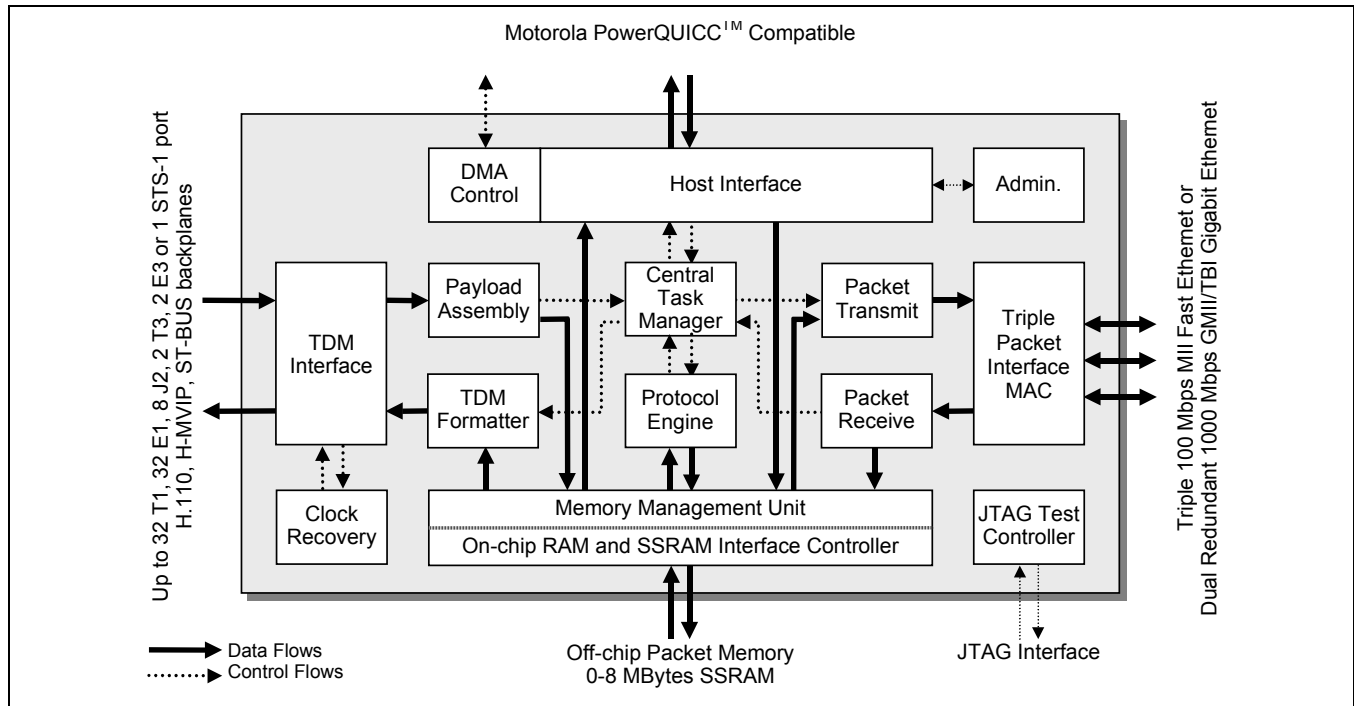 Motorola PowerQUICC™ Compatible
Up to 32 T1, 32 E1, 8 J2, 2 T3, 2 E3 or 1 STS-1 port
H.110, H-MVIP, ST-BUS backplanes
DMA
Control
Host Interface
Admin.
TDM
Interface
Payload
Assembly
Central
Task
Manager
Packet
Transmit
Triple
Packet
Interface
MAC
TDM
Formatter
Protocol
Engine
Packet
Receive
Clock
Recovery
Memory Management Unit
On-chip RAM and SSRAM Interface Controller
JTAG Test
Controller
Triple 100 Mbps MII Fast Ethernet or
Dual Redundant 1000 Mbps GMII/TBI Gigabit Ethernet
Data Flows
Control Flows
Off-chip Packet Memory
0-8 MBytes SSRAM
JTAG Interface